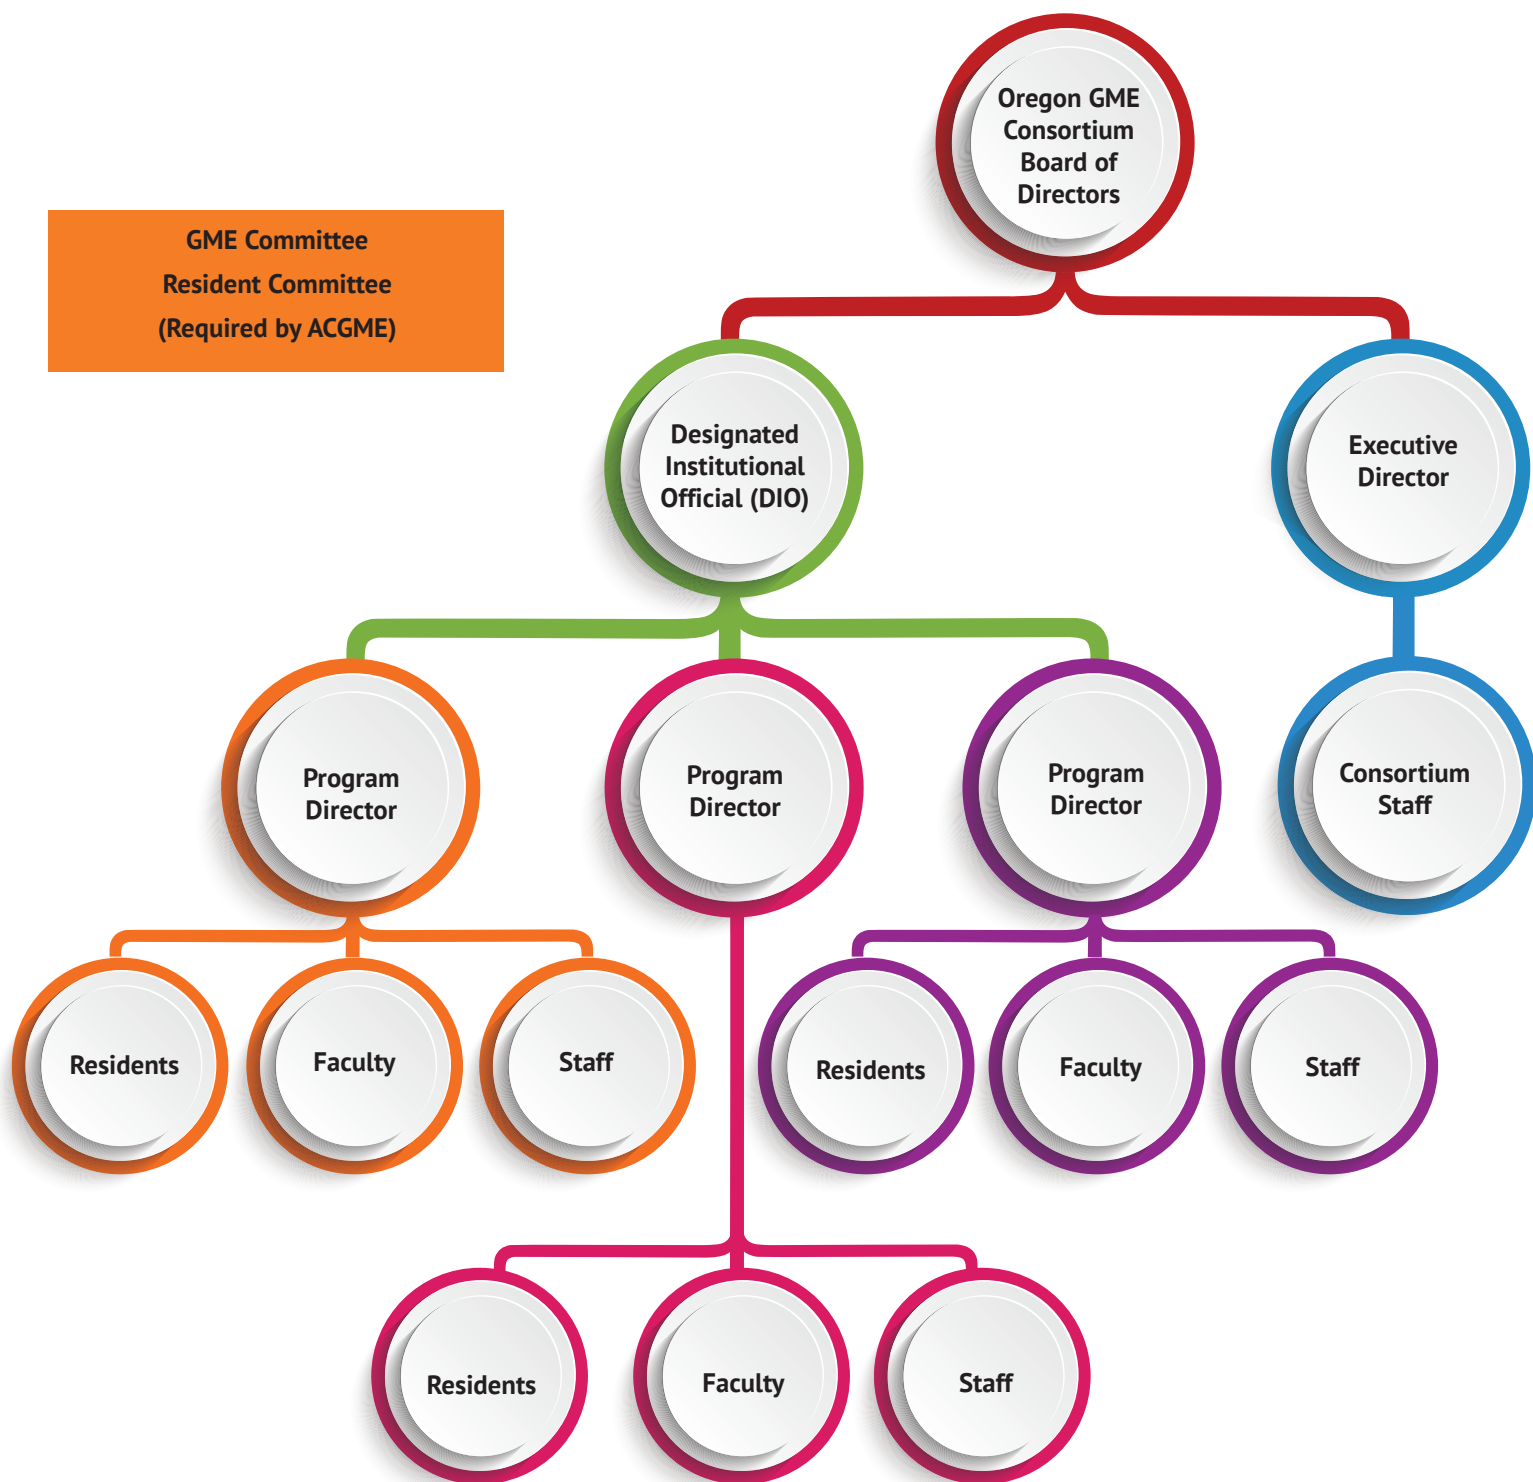 Oregon GME
Consortium
Board of
Directors
GME Committee
Resident Committee
(Required by ACGME)
Designated
Institutional
Official (DIO)
Executive
Director
Program
Director
Program
Director
Program
Director
Consortium
Staff
Residents
Faculty
Staff
Residents
Faculty
Staff
Residents
Faculty
Staff